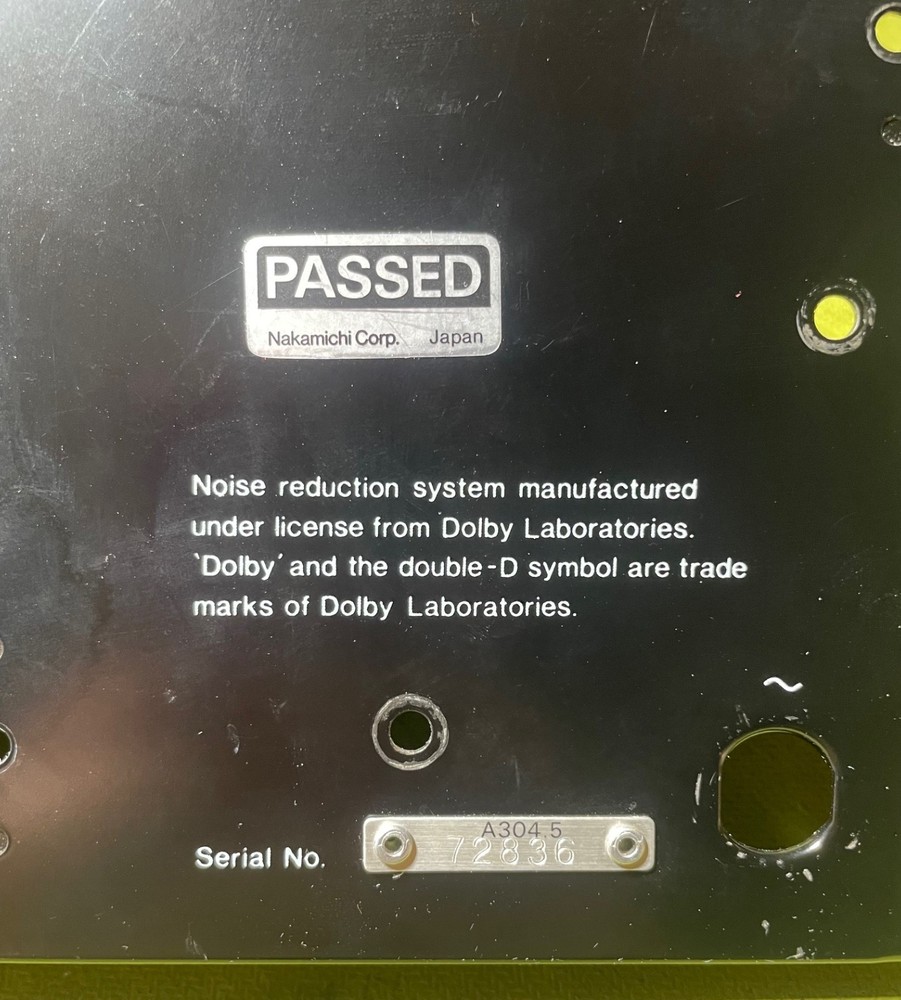 PASSED
Nakamichi Corp. Japan
Noise reduction system manufactured
under license from Dolby Laboratories.
‵Dolby′ and the double-D symbol are trade
marks of Dolby Laboratories.
~
A304 5
Serial No. 72836